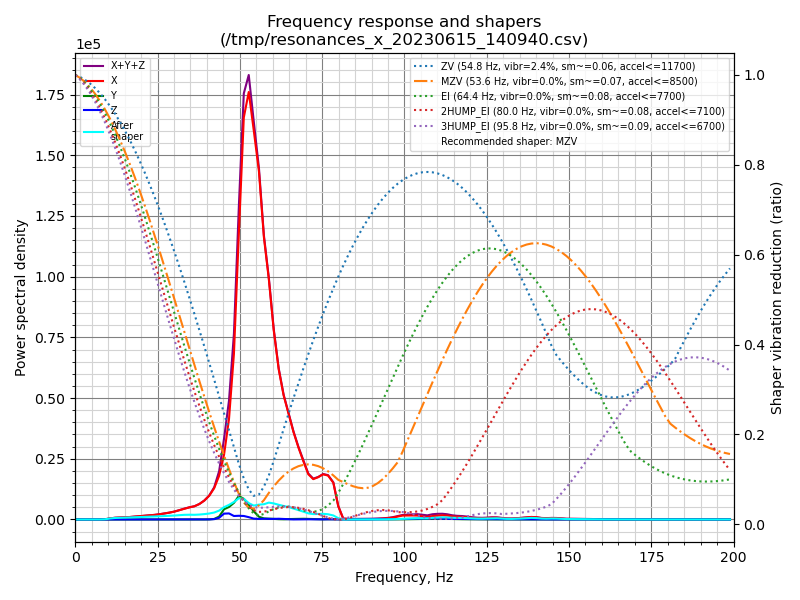 Frequency response and shapers
(/tmp/resonances_x_20230615_140940.csv)
1e5
X+Y+Z
X
Y
Z
After
shaper
ZV (54.8 Hz, vibr=2.4%, sm~=0.06, accel<=11700)
MZV (53.6 Hz, vibr=0.0%, sm~=0.07, accel<=8500)
EI (64.4 Hz, vibr=0.0%, sm~=0.08, accel<=7700)
2HUMP_EI (80.0 Hz, vibr=0.0%, sm~=0.08, accel<=7100)
3HUMP_EI (95.8 Hz, vibr=0.0%, sm~=0.09, accel<=6700)
Recommended shaper: MZV
Power spectral density
1.75
1.50
1.25
1.00
0.75
0.50
0.25
0.00
1.0
0.8
0.6
0.4
0.2
0.0
Shaper vibration reduction (ratio)
0 25 50 75 100 125 150 175 200
Frequency, Hz